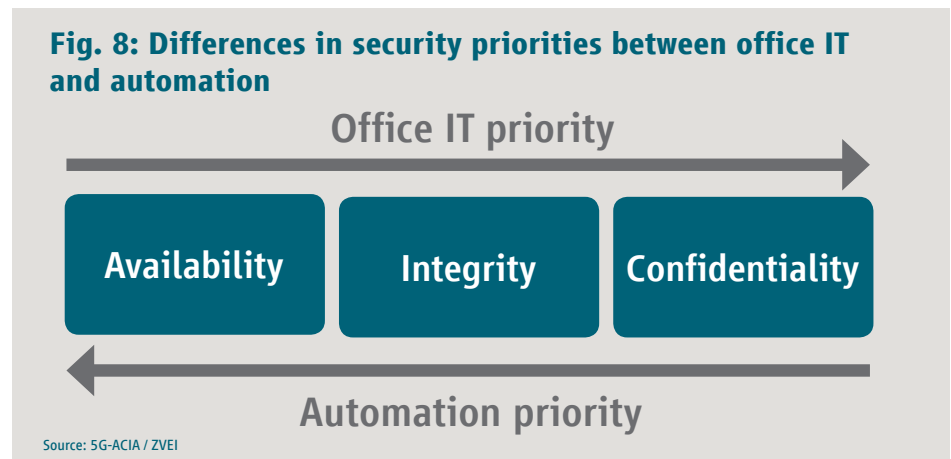 Fig. 8: Differences in security priorities between office IT
and automation
Office IT priority
Availability
Integrity
Confidentiality
Automation priority
Source: 5G-ACIA / ZVEI